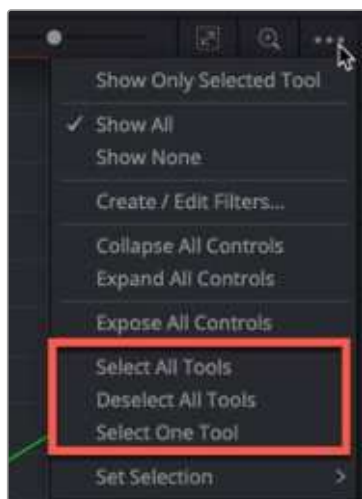 Show Only Selected Tool
✓ Show All
Show None
Create / Edit Filters...
Collapse All Controls
Expand All Controls
Expose All Controls
Select All Tools
Deselect All Tools
Select One Tool
Set Selection >